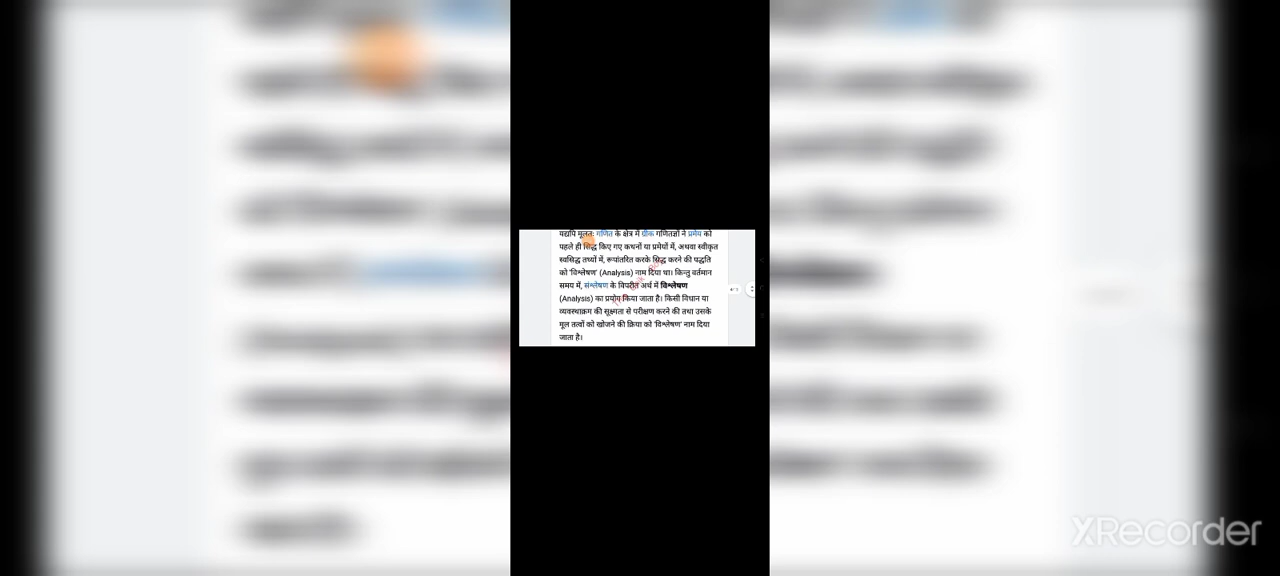 यद्यपि मूलतः गणित के क्षेत्र में ग्रीक गणितज्ञों ने प्रमेय को
पहले ही सिद्ध किए गए कथनों या प्रमेयों में, अथवा स्वीकृत
स्वसिद्ध तथ्यों में, रूपांतरित करके सिद्ध करने की पद्धति
को 'विश्लेषण' (Analysis) नाम दिया था। किन्तु वर्तमान
समय में, संश्लेषण के विपरीत अर्थ में विश्लेषण
(Analysis) का प्रयोग किया जाता है। किसी विधान या
व्यवस्थाक्रम की सूक्ष्मता से परीक्षण करने की तथा उसके
मूल तत्वों को खोजने की क्रिया को 'विश्लेषण' नाम दिया
जाता है।
XRecorder